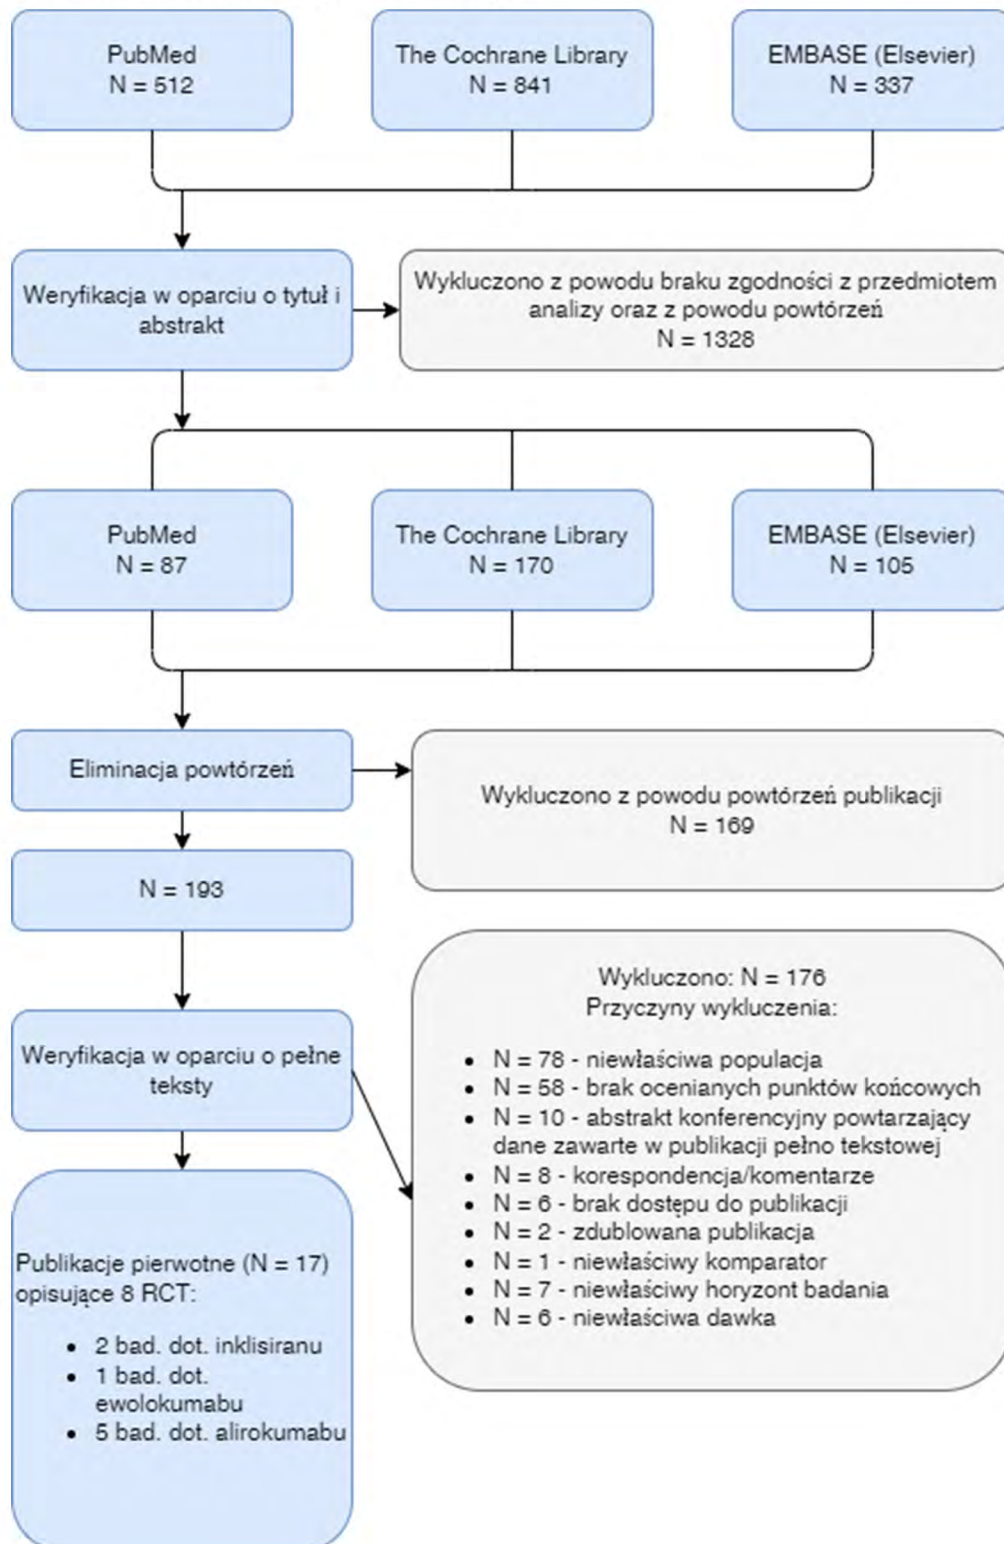 PubMed
N = 512
The Cochrane Library
N = 841
EMBASE (Elsevier)
N = 337
Weryfikacja w oparciu o tytuł i
abstrakt
Wykluczono z powodu braku zgodności z przedmiotem
analizy oraz z powodu powtórzeń
N = 1328
PubMed
N = 87
The Cochrane Library
N = 170
EMBASE (Elsevier)
N = 105
Eliminacja powtórzeń
Wykluczono z powodu powtórzeń publikacji
N = 169
N = 193
Weryfikacja w oparciu o pełne
teksty
Wykluczono: N = 176
Przyczyny wykluczenia:
• N = 78 - niewłaściwa populacja
• N = 58 - brak ocenianych punktów końcowych
• N = 10 - abstrakt konferencyjny powtarzający
dane zawarte w publikacji pełno tekstowej
• N = 8 - korespondencja/komentarze
• N = 6 - brak dostępu do publikacji
• N = 2 - zdublowana publikacja
• N = 1 - niewłaściwy komparator
• N = 7 - niewłaściwy horyzont badania
• N = 6 - niewłaściwa dawka
Publikacje pierwotne (N = 17)
opisujące 8 RCT:
• 2 bad. dot. inklisiranu
• 1 bad. dot.
ewolokumabu
• 5 bad. dot. alirokumabu